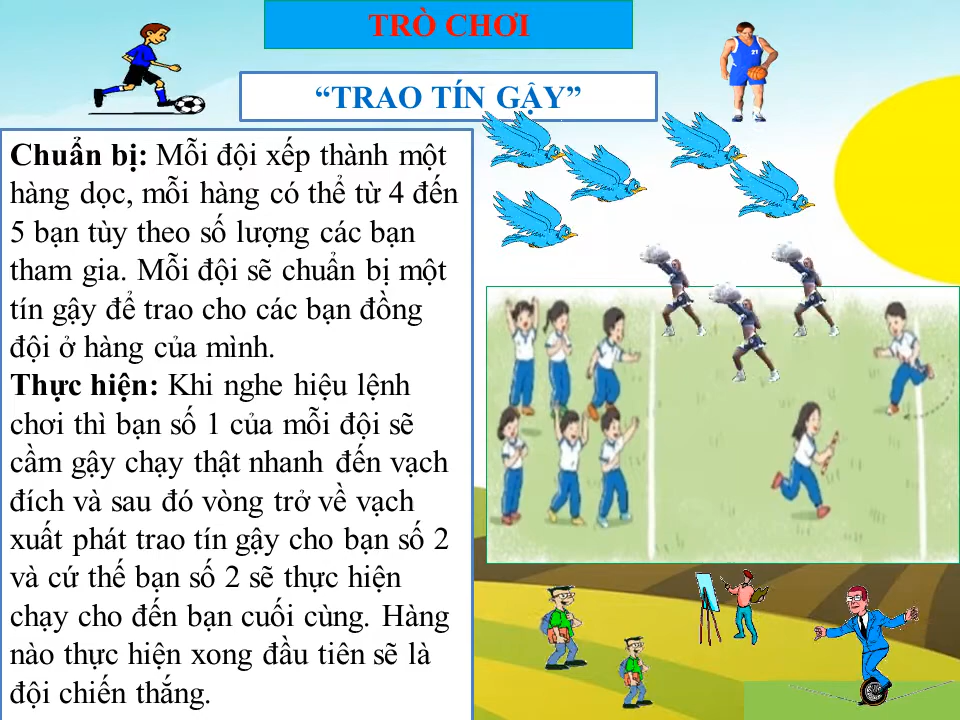 TRÒ CHƠI
“TRAO TÍN GẬY”
Chuẩn bị: Mỗi đội xếp thành một
hàng dọc, mỗi hàng có thể từ 4 đến
5 bạn tùy theo số lượng các bạn
tham gia. Mỗi đội sẽ chuẩn bị một
tín gậy để trao cho các bạn đồng
đội ở hàng của mình.
Thực hiện: Khi nghe hiệu lệnh
chơi thì bạn số 1 của mỗi đội sẽ
cầm gậy chạy thật nhanh đến vạch
đích và sau đó vòng trở về vạch
xuất phát trao tín gậy cho bạn số 2
và cứ thế bạn số 2 sẽ thực hiện
chạy cho đến bạn cuối cùng. Hàng
nào thực hiện xong đầu tiên sẽ là
đội chiến thắng.
21